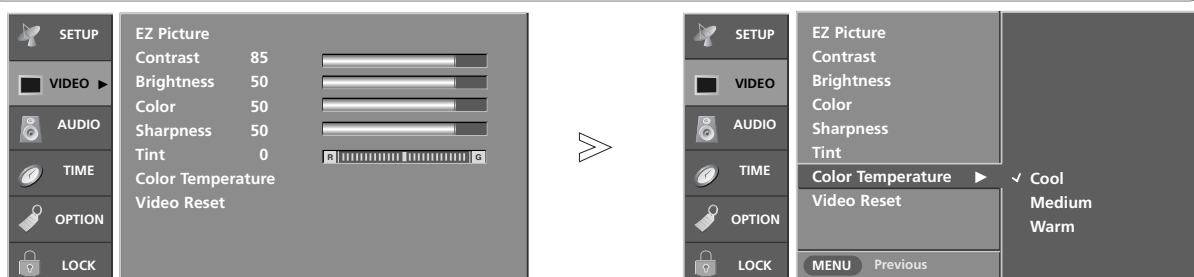 SETUP
VIDEO ►
AUDIO
TIME
OPTION
LOCK
EZ Picture
Contrast 85
Brightness 50
Color 50
Sharpness 50
Tint 0 R G
Color Temperature
Video Reset
SETUP
VIDEO
AUDIO
TIME
OPTION
LOCK
EZ Picture
Contrast
Brightness
Color
Sharpness
Tint
Color Temperature ►
Video Reset
MENU Previous
✓ Cool
Medium
Warm